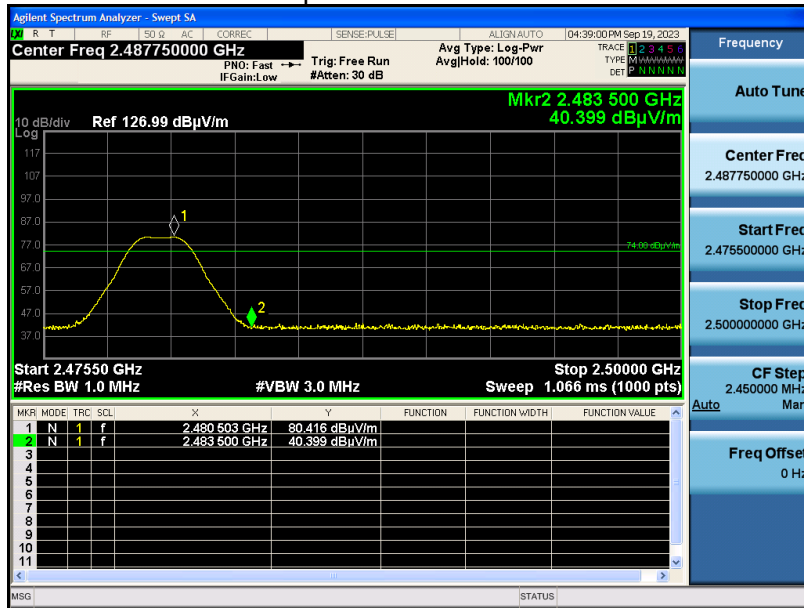 Agilent Spectrum Analyzer - Swept SA
LXI R T RF 50 Ω AC CORREC SENSE:PULSE ALIGN AUTO 04:39:00 PM Sep 19, 2023
Center Freq 2.487750000 GHz
PNO: Fast
IFGain:Low
Trig: Free Run
#Atten: 30 dB
Avg Type: Log-Pwr
Avg|Hold: 100/100
TRACE 1 2 3 4 5 6
TYPE M W W W W W
DET P N N N N N
Mkr2 2.483 500 GHz
40.399 dBµV/m
10 dB/div Ref 126.99 dBµV/m
Log
117
107
97.0
87.0
77.0
67.0
57.0
47.0
37.0
1
2
74.00 dBµV/m
Start 2.47550 GHz Stop 2.50000 GHz
#Res BW 1.0 MHz #VBW 3.0 MHz Sweep 1.066 ms (1000 pts)
MKR MODE TRC SCL X Y FUNCTION FUNCTION WIDTH FUNCTION VALUE
1 N 1 f 2.480 503 GHz 80.416 dBµV/m
2 N 1 f 2.483 500 GHz 40.399 dBµV/m
3
4
5
6
7
8
9
10
11
MSG STATUS
Frequency
Auto Tune
Center Freq
2.487750000 GHz
Start Freq
2.475500000 GHz
Stop Freq
2.500000000 GHz
CF Step
2.450000 MHz
Auto Man
Freq Offset
0 Hz